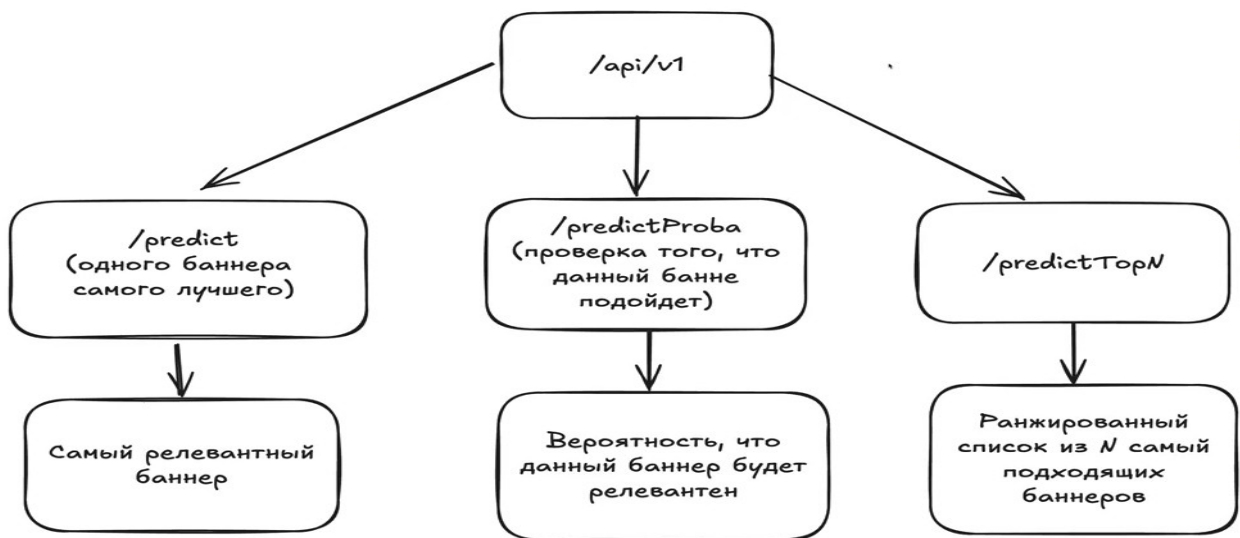 /api/v1
/predict
(одного баннера
самого лучшего)
/predictProba
(проверка того, что
данный банне
подойдет)
/predictTopN
Самый релевантный
баннер
Вероятность, что
данный баннер будет
релевантен
Ранжированный
список из N самый
подходящих
баннеров